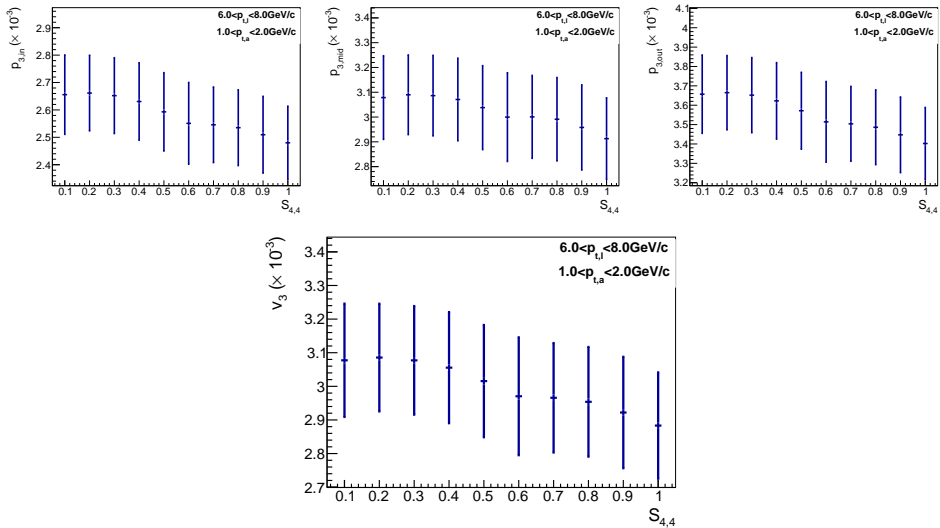 p3,in (× 10-3)
6.0<pt,l<8.0GeV/c
1.0<pt,a<2.0GeV/c
2.9
2.8
2.7
2.6
2.5
2.4
0.1 0.2 0.3 0.4 0.5 0.6 0.7 0.8 0.9 1
S4,4
p3,mid (× 10-3)
6.0<pt,l<8.0GeV/c
1.0<pt,a<2.0GeV/c
3.4
3.3
3.2
3.1
3
2.9
2.8
0.1 0.2 0.3 0.4 0.5 0.6 0.7 0.8 0.9 1
S4,4
p3,out (× 10-3)
6.0<pt,l<8.0GeV/c
1.0<pt,a<2.0GeV/c
4
3.9
3.8
3.7
3.6
3.5
3.4
3.3
3.2
0.1 0.2 0.3 0.4 0.5 0.6 0.7 0.8 0.9 1
S4,4
v3 (× 10-3)
6.0<pt,l<8.0GeV/c
1.0<pt,a<2.0GeV/c
3.4
3.3
3.2
3.1
3
2.9
2.8
2.7
0.1 0.2 0.3 0.4 0.5 0.6 0.7 0.8 0.9 1
S4,4